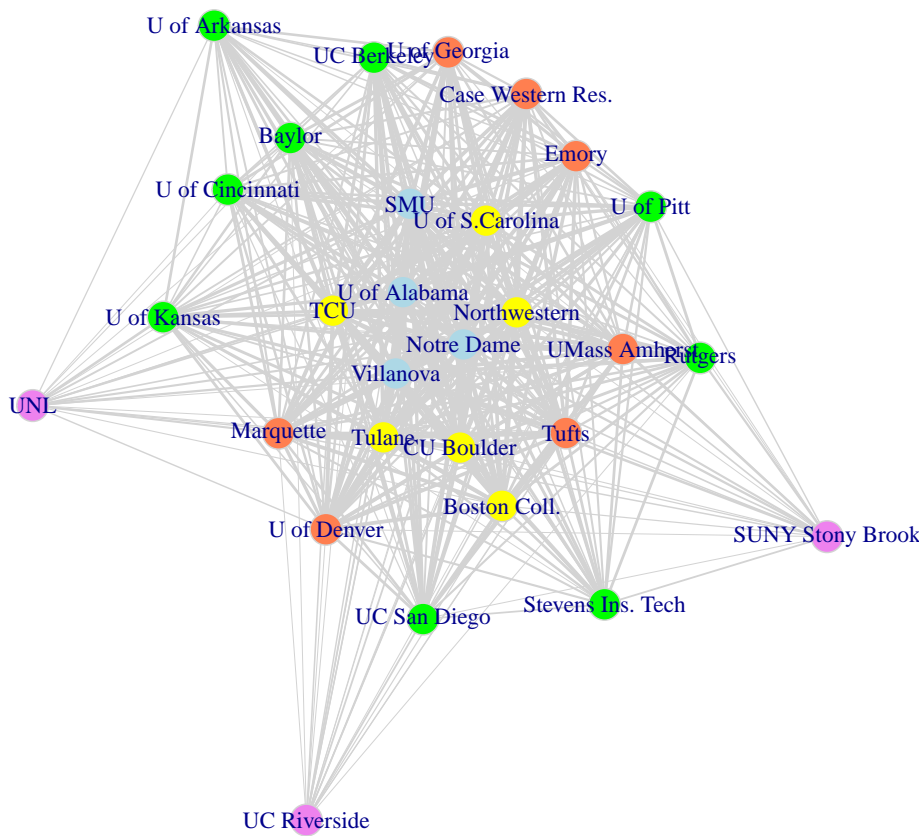 U of Arkansas
U of Georgia
UC Berkeley
Case Western Res.
Baylor
Emory
U of Cincinnati
SMU
U of Pitt
U of S.Carolina
U of Alabama
TCU
Northwestern
U of Kansas
Notre Dame
UMass Amherst
Rutgers
Villanova
UNL
Marquette
Tulane
Tufts
CU Boulder
Boston Coll.
U of Denver
SUNY Stony Brook
Stevens Ins. Tech
UC San Diego
UC Riverside